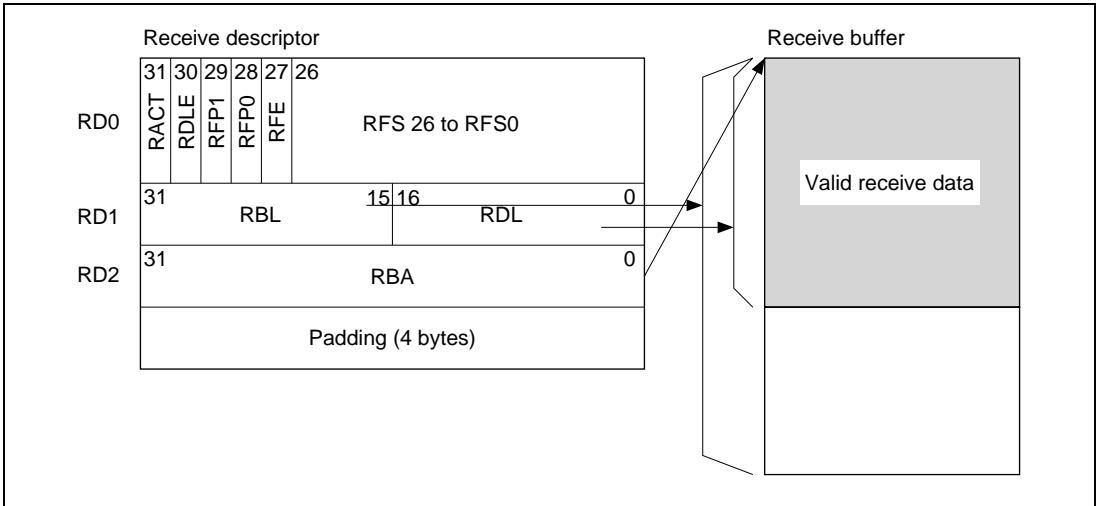 Receive descriptor
Receive buffer
31 30 29 28 27 26
RD0
RACT
RDLE
RFP1
RFP0
RFE
RFS 26 to RFS0
Valid receive data
RD1
31
RBL
15 16
RDL
0
RD2
31
RBA
0
Padding (4 bytes)